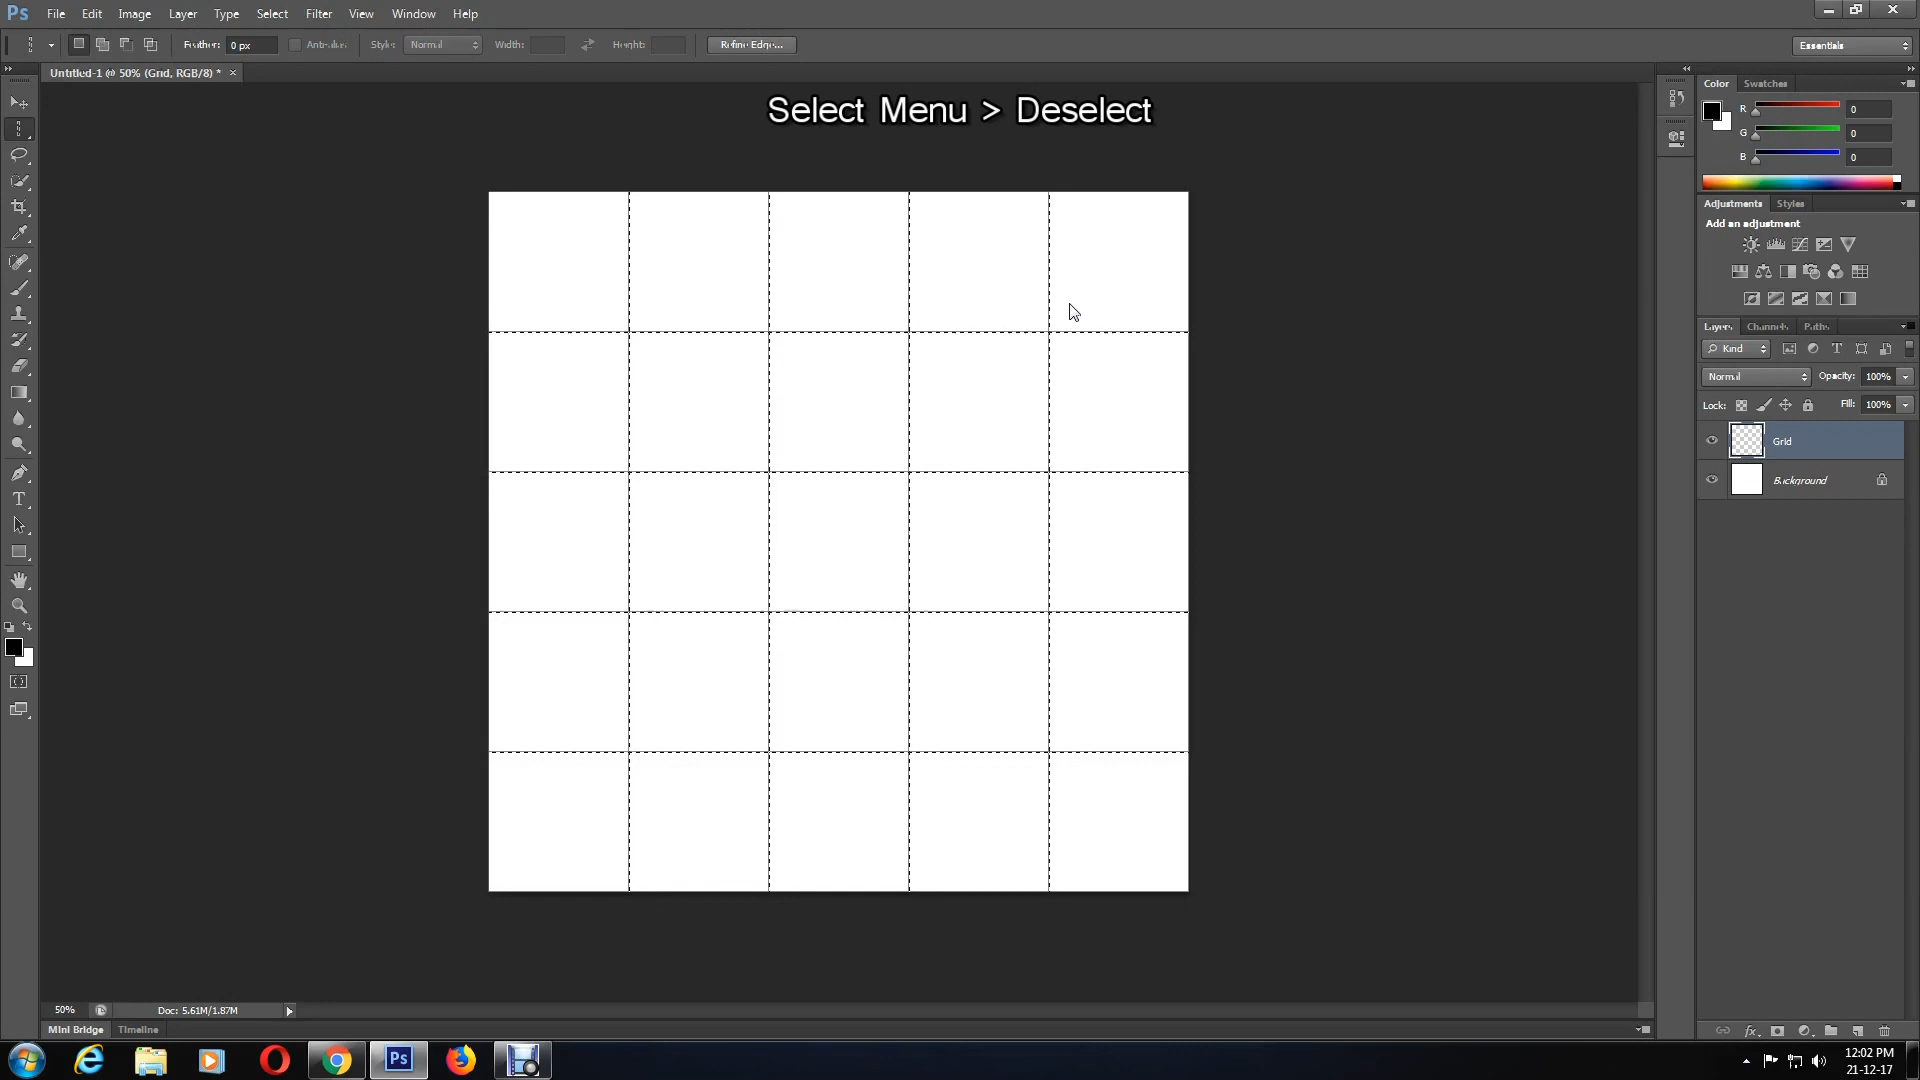 Ps File Edit Image Layer Type Select Filter View Window Help
Feather: 0 px Anti-alias Style: Normal Width: Height: Refine Edge... Essentials
Untitled-1 @ 50% (Grid, RGB/8) * ×
Select Menu > Deselect
Color Swatches
R 0
G 0
B 0
Adjustments Styles
Add an adjustment
Layers Channels Paths
Kind
Normal Opacity: 100%
Lock: Fill: 100%
Grid
Background
50% Doc: 5.61M/1.87M
Mini Bridge Timeline
Ps
12:02 PM
21-12-17